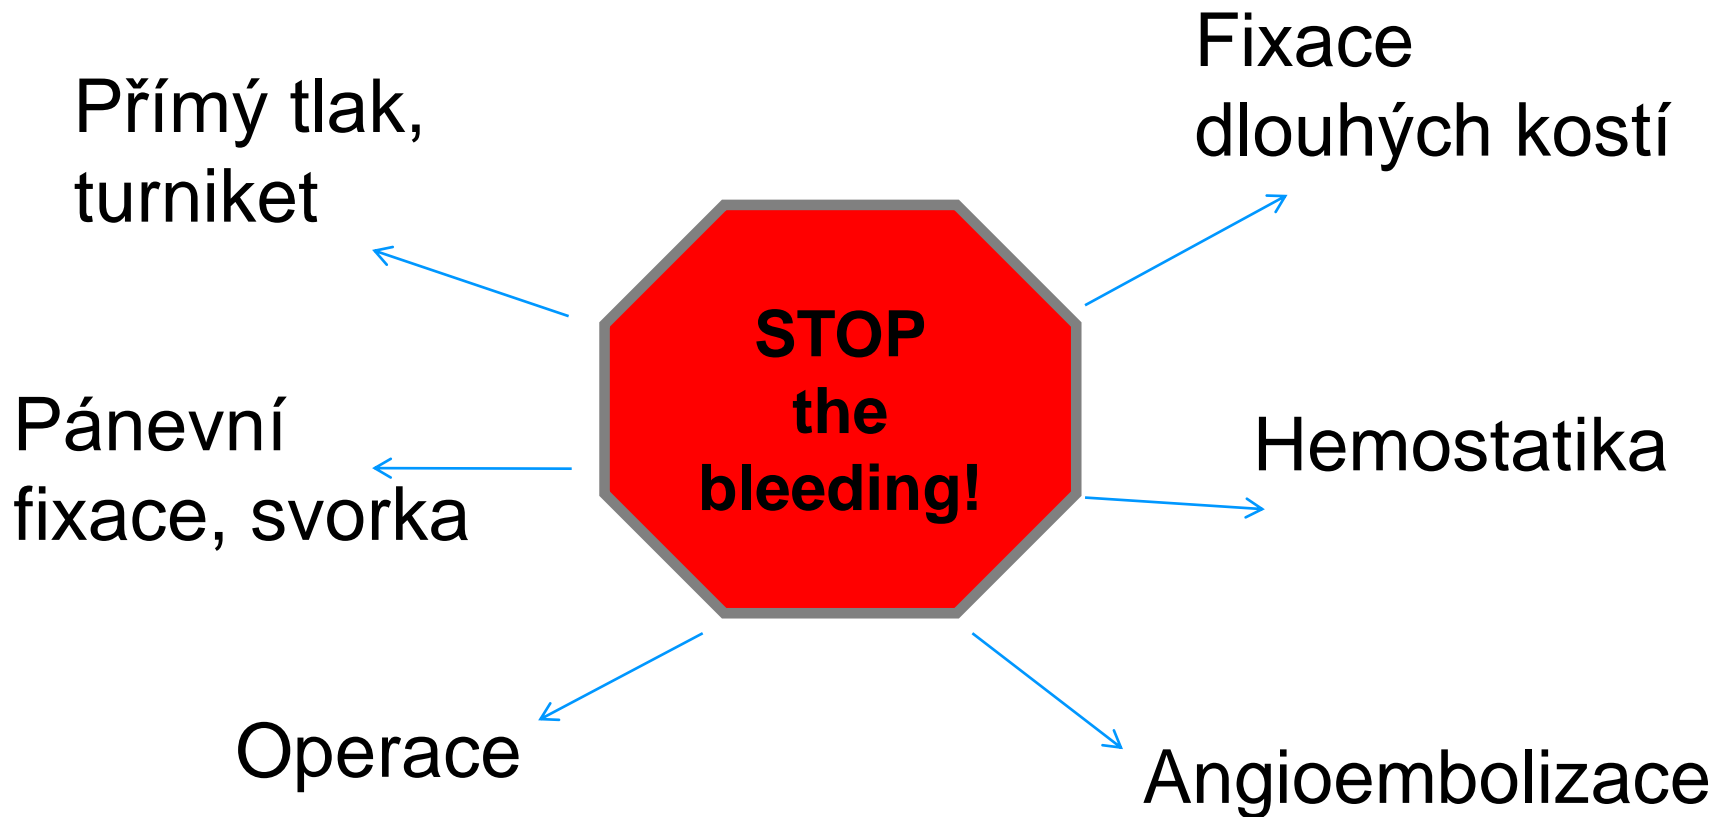 Přímý tlak,
turniket
Fixace
dlouhých kostí
STOP
the
bleeding!
Pánevní
fixace, svorka
Hemostatika
Operace
Angioembolizace